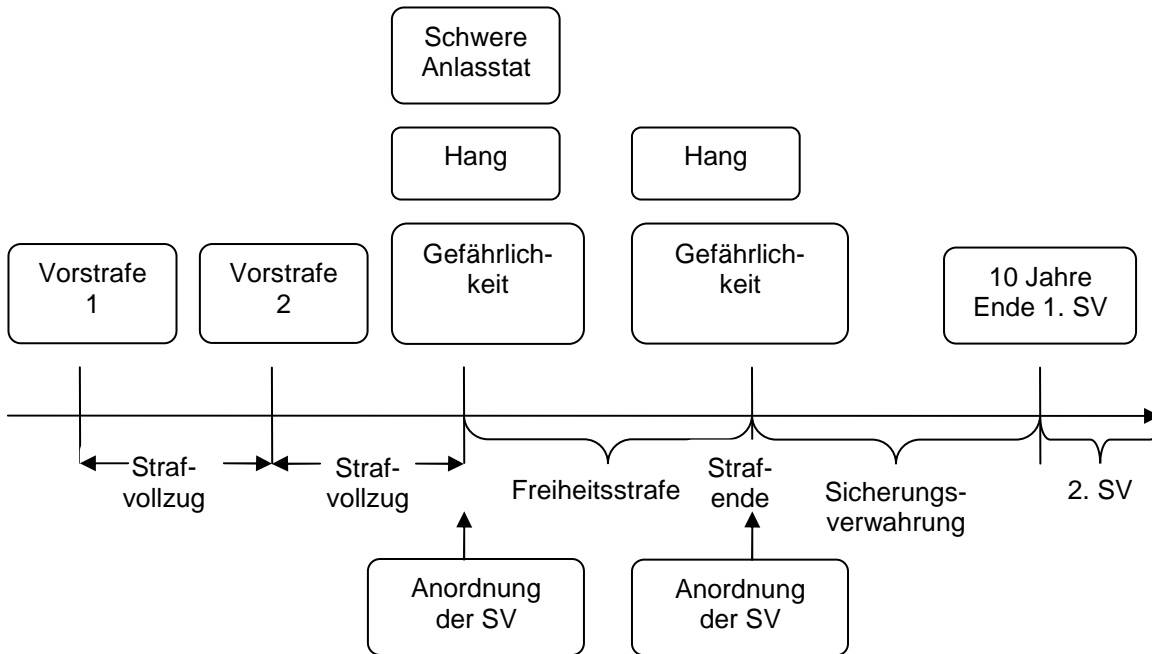 Schwere
Anlasstat
Hang
Hang
Gefährlich-
keit
Gefährlich-
keit
Vorstrafe
1
Vorstrafe
2
10 Jahre
Ende 1. SV
Straf-
vollzug
Straf-
vollzug
Freiheitsstrafe
Straf-
ende
Sicherungs-
verwahrung
2. SV
Anordnung
der SV
Anordnung
der SV